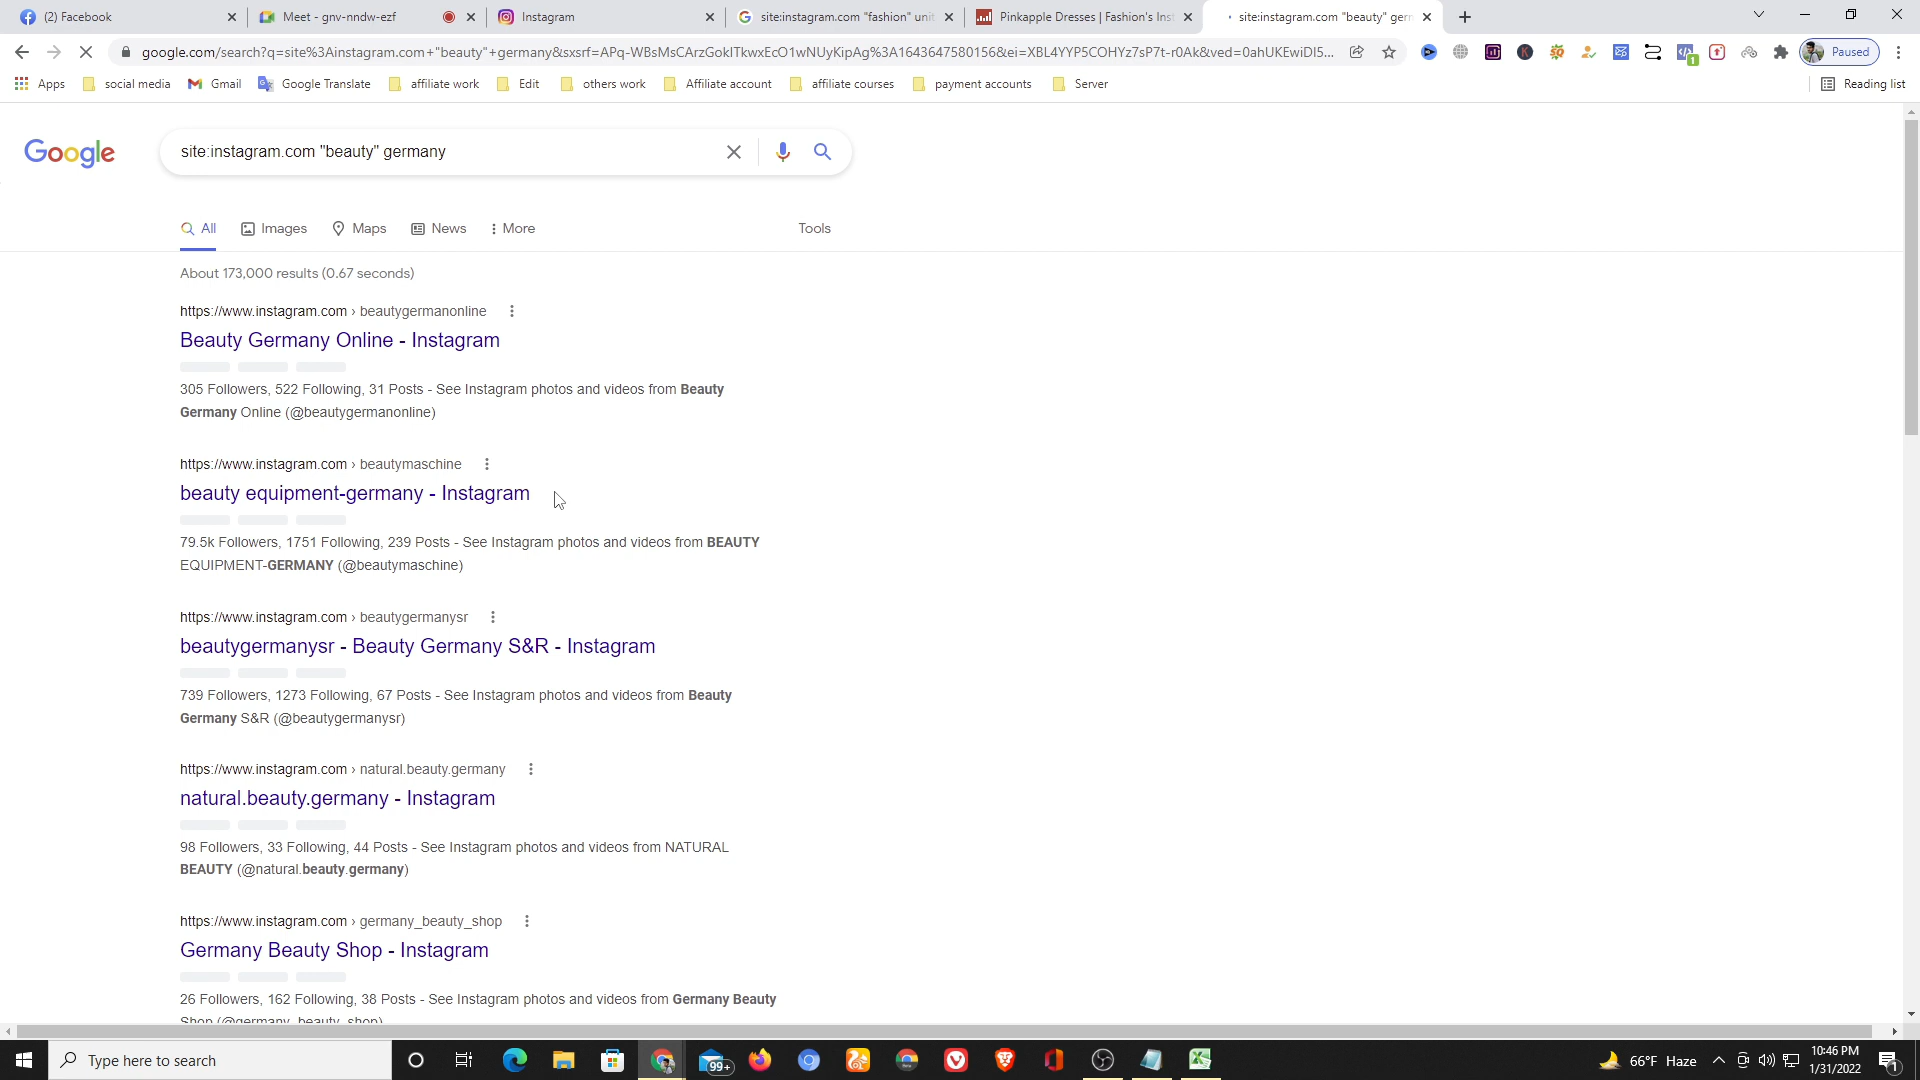 (2) Facebook
Meet - gnv-nndw-ezf
Instagram
site:instagram.com "fashion" unit
Pinkapple Dresses | Fashion's Inst
site:instagram.com "beauty" germ
google.com/search?q=site%3Ainstagram.com+"beauty"+germany&sxsrf=APq-WBsMsCArzGokITkwxEcO1wNUyKipAg%3A1643647580156&ei=XBL4YYP5COHYz7sP7t-r0Ak&ved=0ahUKEwiDl5...
Paused
Apps
social media
Gmail
Google Translate
affiliate work
Edit
others work
Affiliate account
affiliate courses
payment accounts
Server
Reading list
Google
site:instagram.com "beauty" germany
All
Images
Maps
News
More
Tools
About 173,000 results (0.67 seconds)
https://www.instagram.com › beautygermanonline
Beauty Germany Online - Instagram
305 Followers, 522 Following, 31 Posts - See Instagram photos and videos from Beauty
Germany Online (@beautygermanonline)
https://www.instagram.com › beautymaschine
beauty equipment-germany - Instagram
79.5k Followers, 1751 Following, 239 Posts - See Instagram photos and videos from BEAUTY
EQUIPMENT-GERMANY (@beautymaschine)
https://www.instagram.com › beautygermanysr
beautygermanysr - Beauty Germany S&R - Instagram
739 Followers, 1273 Following, 67 Posts - See Instagram photos and videos from Beauty
Germany S&R (@beautygermanysr)
https://www.instagram.com › natural.beauty.germany
natural.beauty.germany - Instagram
98 Followers, 33 Following, 44 Posts - See Instagram photos and videos from NATURAL
BEAUTY (@natural.beauty.germany)
https://www.instagram.com › germany_beauty_shop
Germany Beauty Shop - Instagram
26 Followers, 162 Following, 38 Posts - See Instagram photos and videos from Germany Beauty
Shop (@germany_beauty_shop)
Type here to search
99+
66°F Haze
10:46 PM
1/31/2022
1